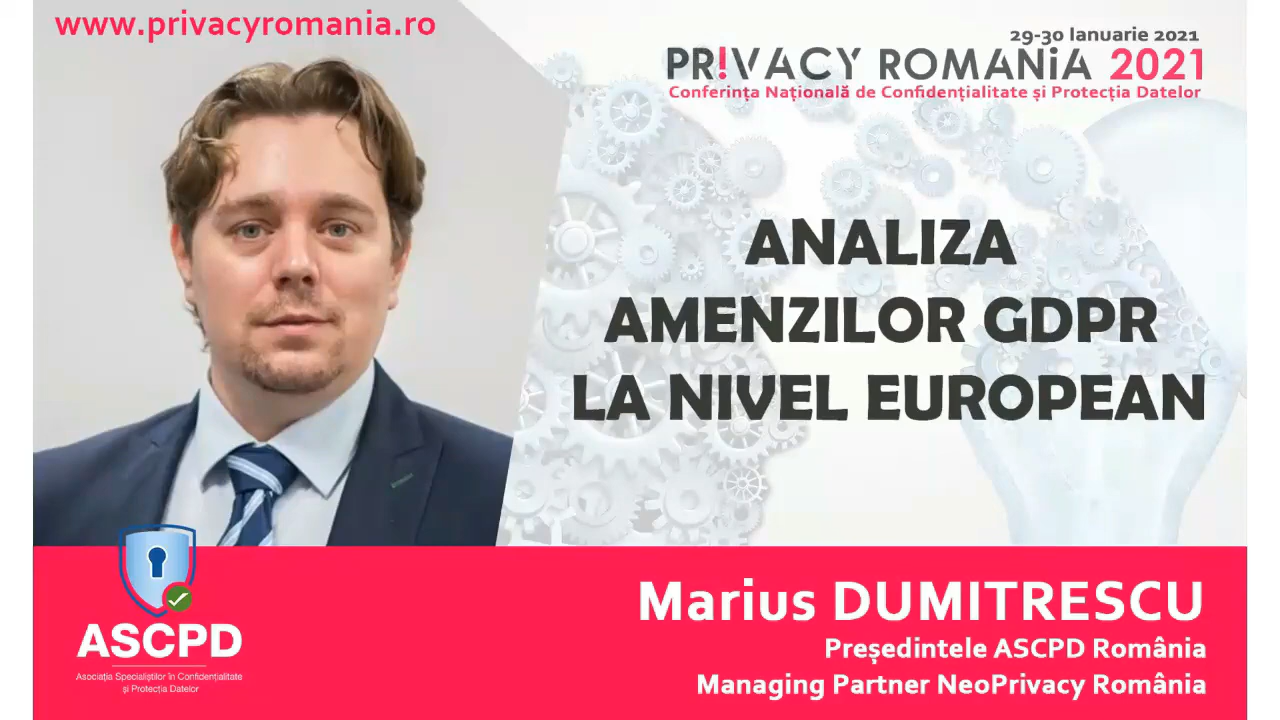 www.privacyromania.ro
29-30 Ianuarie 2021
PR!VACY ROMANiA 2021
Conferința Națională de Confidențialitate și Protecția Datelor
ANALIZA
AMENZILOR GDPR
LA NIVEL EUROPEAN
Marius DUMITRESCU
Președintele ASCPD România
Managing Partner NeoPrivacy România
ASCPD
Asociația Specialiștilor în Confidențialitate
și Protecția Datelor